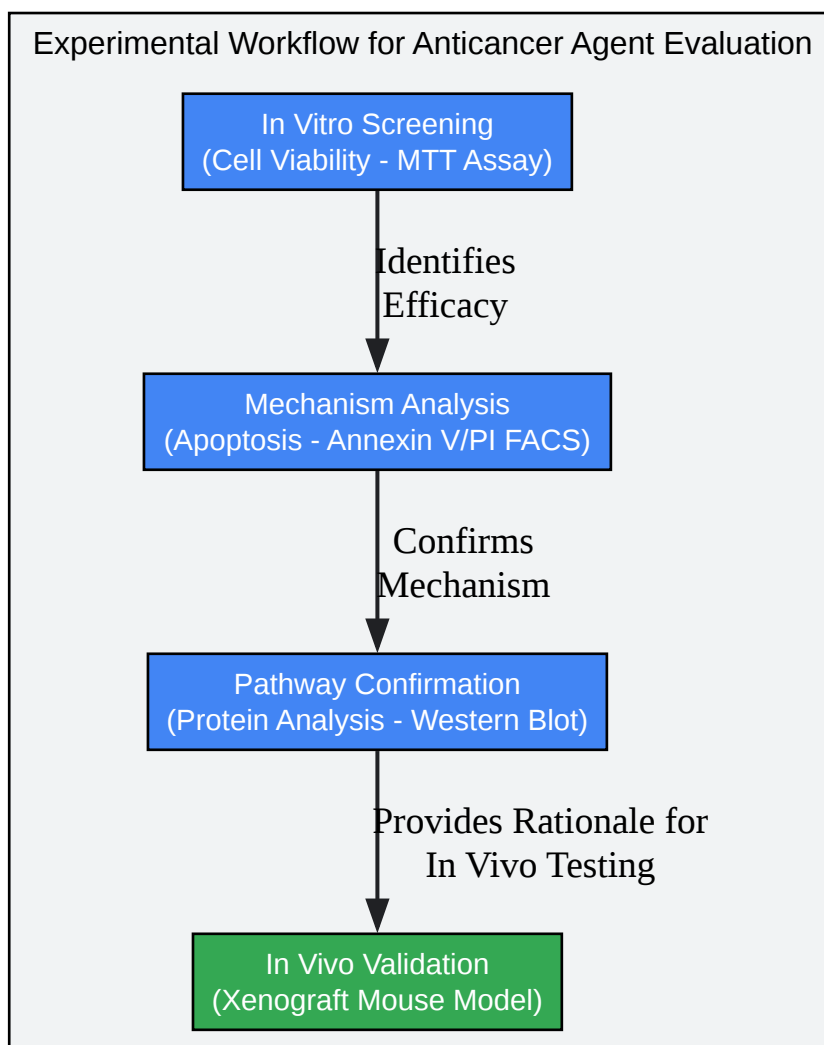 Experimental Workflow for Anticancer Agent Evaluation
In Vitro Screening
(Cell Viability - MTT Assay)
Identifies
Efficacy
Mechanism Analysis
(Apoptosis - Annexin V/PI FACS)
Confirms
Mechanism
Pathway Confirmation
(Protein Analysis - Western Blot)
Provides Rationale for
In Vivo Testing
In Vivo Validation
(Xenograft Mouse Model)